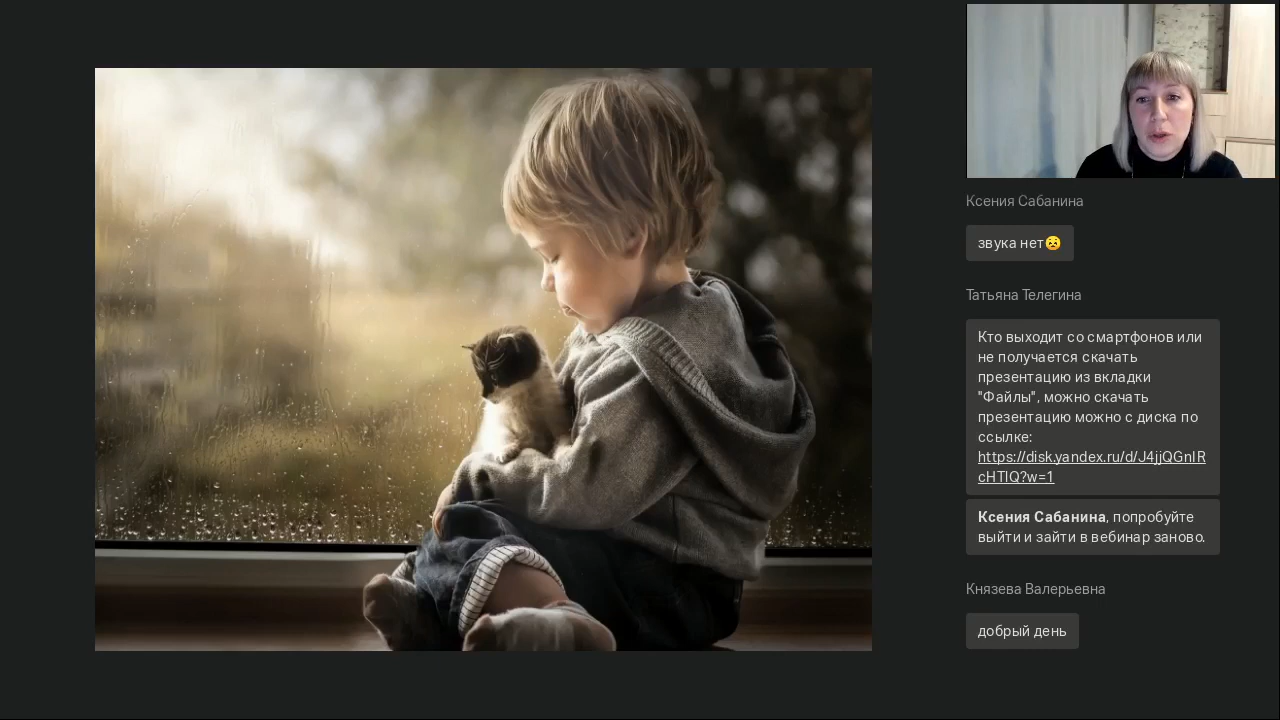 Ксения Сабанина
звука нет😣
Татьяна Телегина
Кто выходит со смартфонов или
не получается скачать
презентацию из вкладки
"Файлы", можно скачать
презентацию можно с диска по
ссылке:
https://disk.yandex.ru/d/J4jjQGnIR
cHTlQ?w=1
Ксения Сабанина, попробуйте
выйти и зайти в вебинар заново.
Князева Валерьевна
добрый день